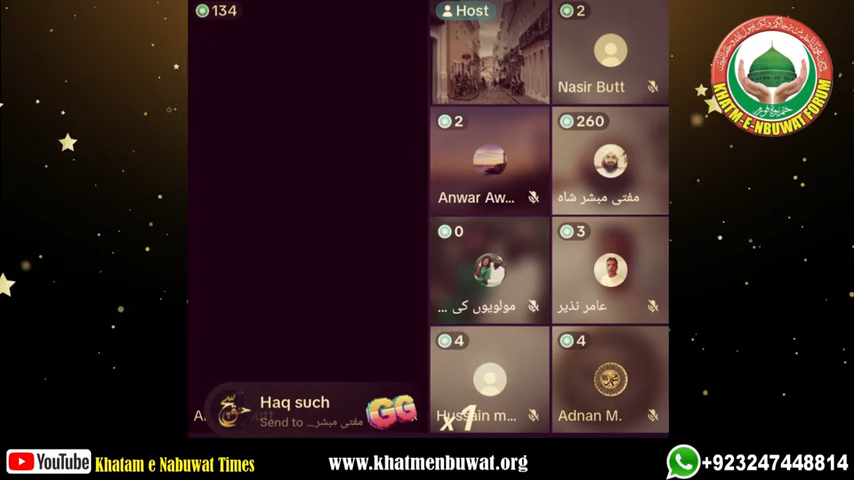 134
Host
2
Nasir Butt
2
260
Anwar Aw...
مفتی مبشر شاہ
0
3
مولویوں کی ...
عامر نذیر
4
4
Haq such
Send to ...مفتی مبشر
GG
x1
Hussain m...
Adnan M.
KHATM-E-NBUWAT FORUM
YouTube Khatam e Nabuwat Times
www.khatmenbuwat.org
+923247448814